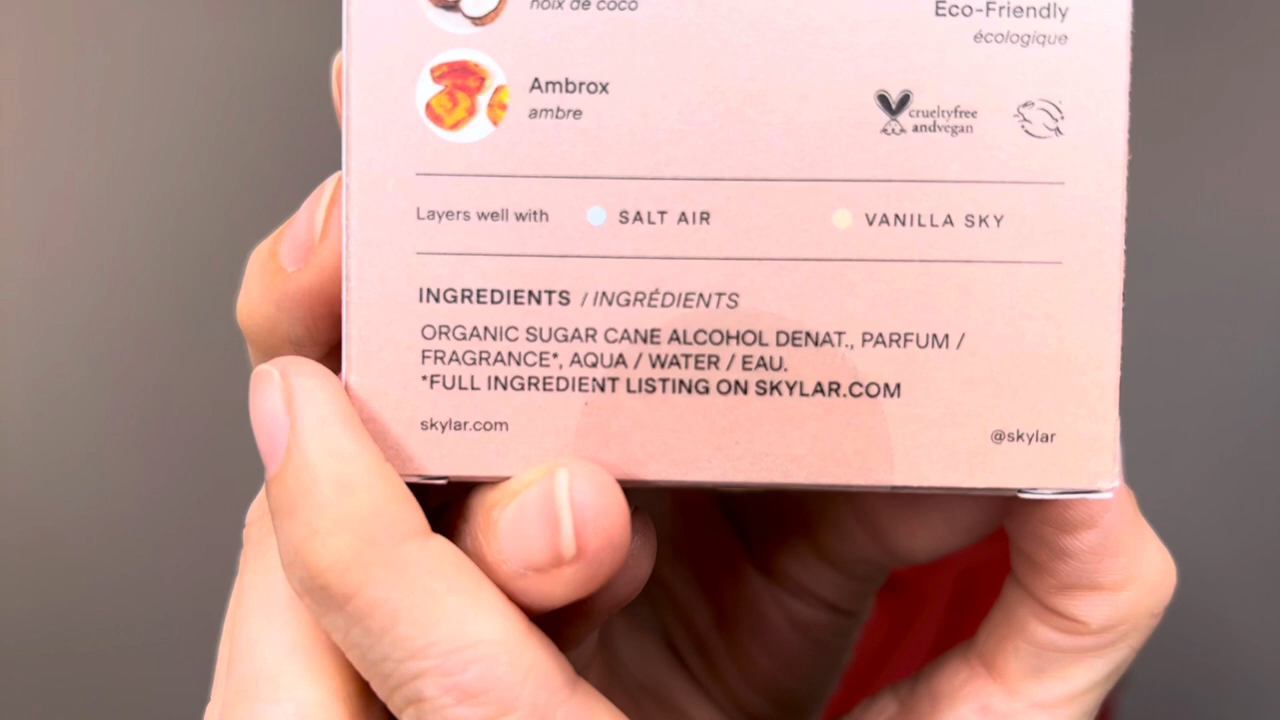 noix de coco
Eco-Friendly
écologique
Ambrox
ambre
crueltyfree
andvegan
Layers well with SALT AIR VANILLA SKY
INGREDIENTS / INGRÉDIENTS
ORGANIC SUGAR CANE ALCOHOL DENAT., PARFUM /
FRAGRANCE*, AQUA / WATER / EAU.
*FULL INGREDIENT LISTING ON SKYLAR.COM
skylar.com
@skylar